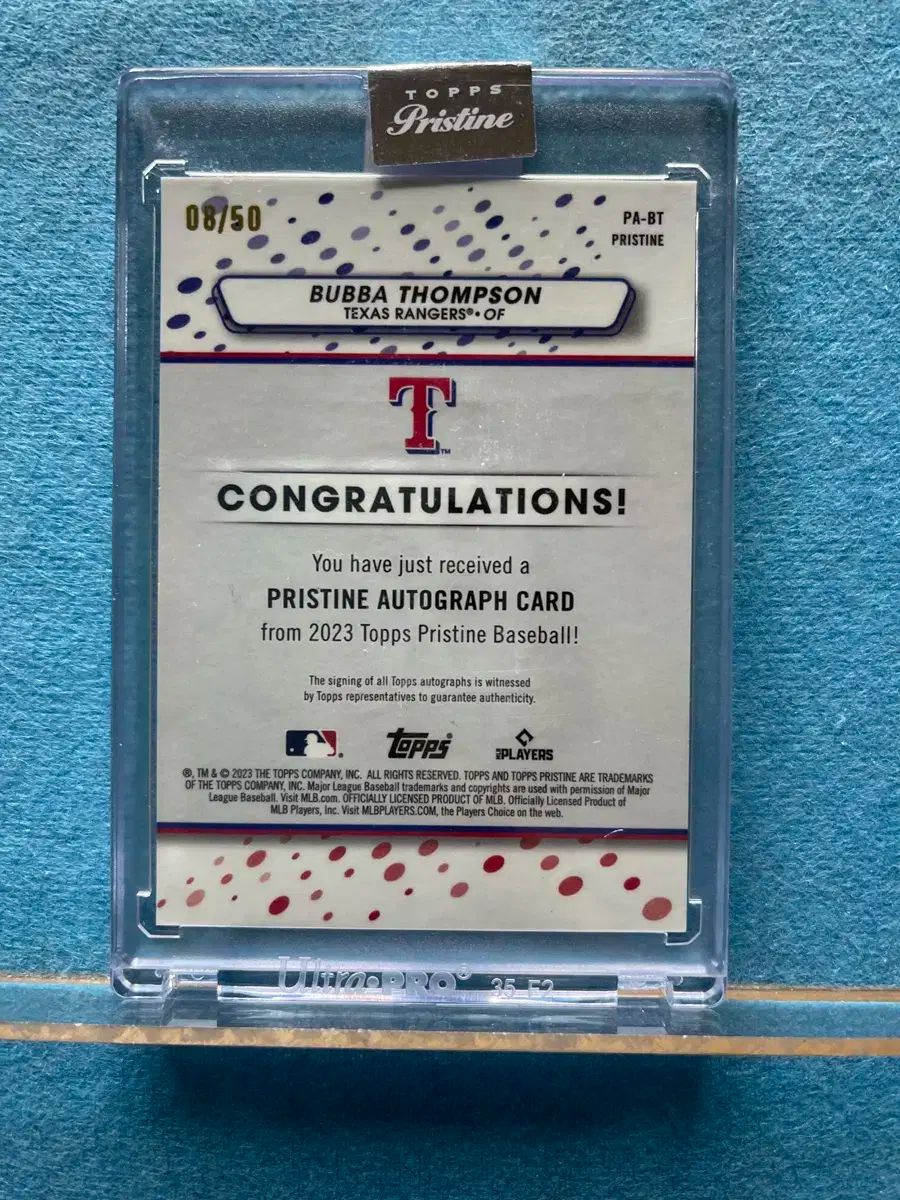 TOPPS
Pristine
08/50
PA-BT
PRISTINE
BUBBA THOMPSON
TEXAS RANGERS® • OF
T™
CONGRATULATIONS!
You have just received a
PRISTINE AUTOGRAPH CARD
from 2023 Topps Pristine Baseball!
The signing of all Topps autographs is witnessed
by Topps representatives to guarantee authenticity.
topps MLB PLAYERS
®, TM & © 2023 THE TOPPS COMPANY, INC. ALL RIGHTS RESERVED. TOPPS AND TOPPS PRISTINE ARE TRADEMARKS
OF THE TOPPS COMPANY, INC. Major League Baseball trademarks and copyrights are used with permission of Major
League Baseball. Visit MLB.com. OFFICIALLY LICENSED PRODUCT OF MLB. Officially Licensed Product of
MLB Players, Inc. Visit MLBPLAYERS.COM, the Players Choice on the web.
Ultra•PRO®